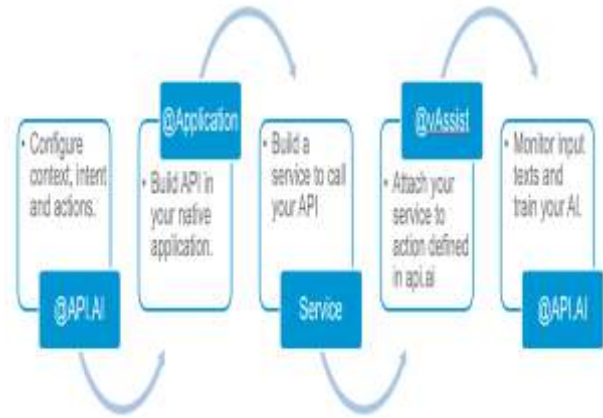 • Configure
context, intent
and actions.
@API.AI
@Application
• Build API in
your native
application.
• Build a
service to call
your API
Service
@vAssist
• Attach your
service to
action defined
in api.ai
• Monitor input
texts and
train your AI.
@API.AI